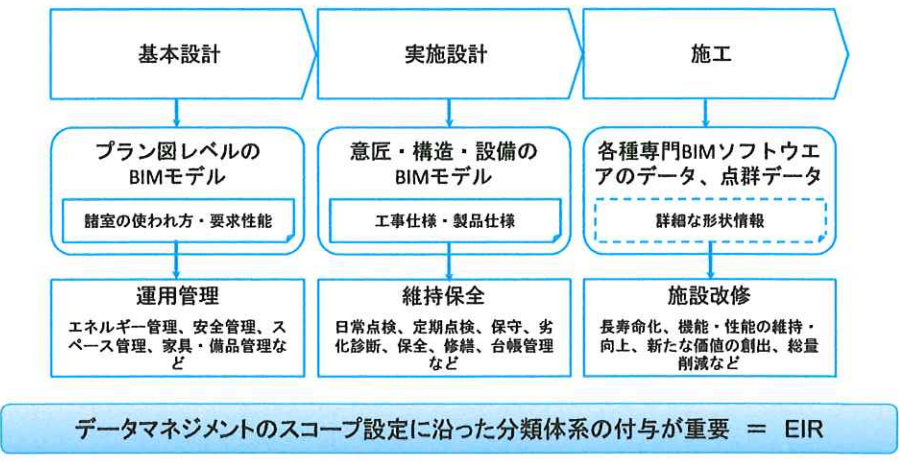 基本設計
実施設計
施工
プラン図レベルの
BIMモデル
諸室の使われ方・要求性能
意匠・構造・設備の
BIMモデル
工事仕様・製品仕様
各種専門BIMソフトウエ
アのデータ、点群データ
詳細な形状情報
運用管理
エネルギー管理、安全管理、ス
ペース管理、家具・備品管理な
ど
維持保全
日常点検、定期点検、保守、劣
化診断、保全、修繕、台帳管理
など
施設改修
長寿命化、機能・性能の維持・
向上、新たな価値の創出、総量
削減など
データマネジメントのスコープ設定に沿った分類体系の付与が重要 ＝ EIR